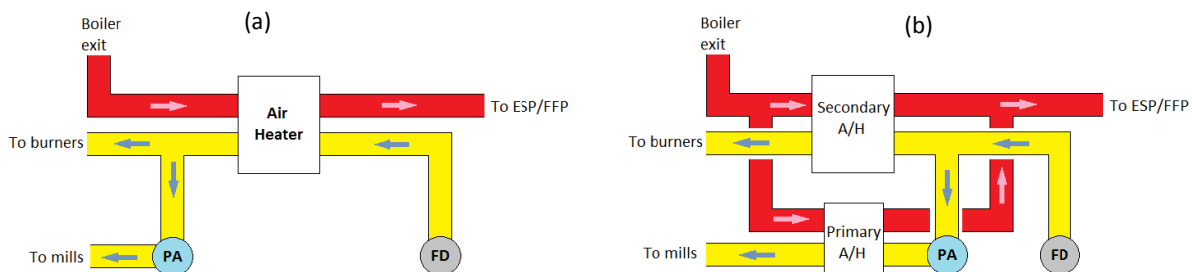 (a)
Boiler
exit
Air
Heater
To ESP/FFP
To burners
To mills
PA
FD
(b)
Boiler
exit
Secondary
A/H
To ESP/FFP
To burners
Primary
A/H
To mills
PA
FD